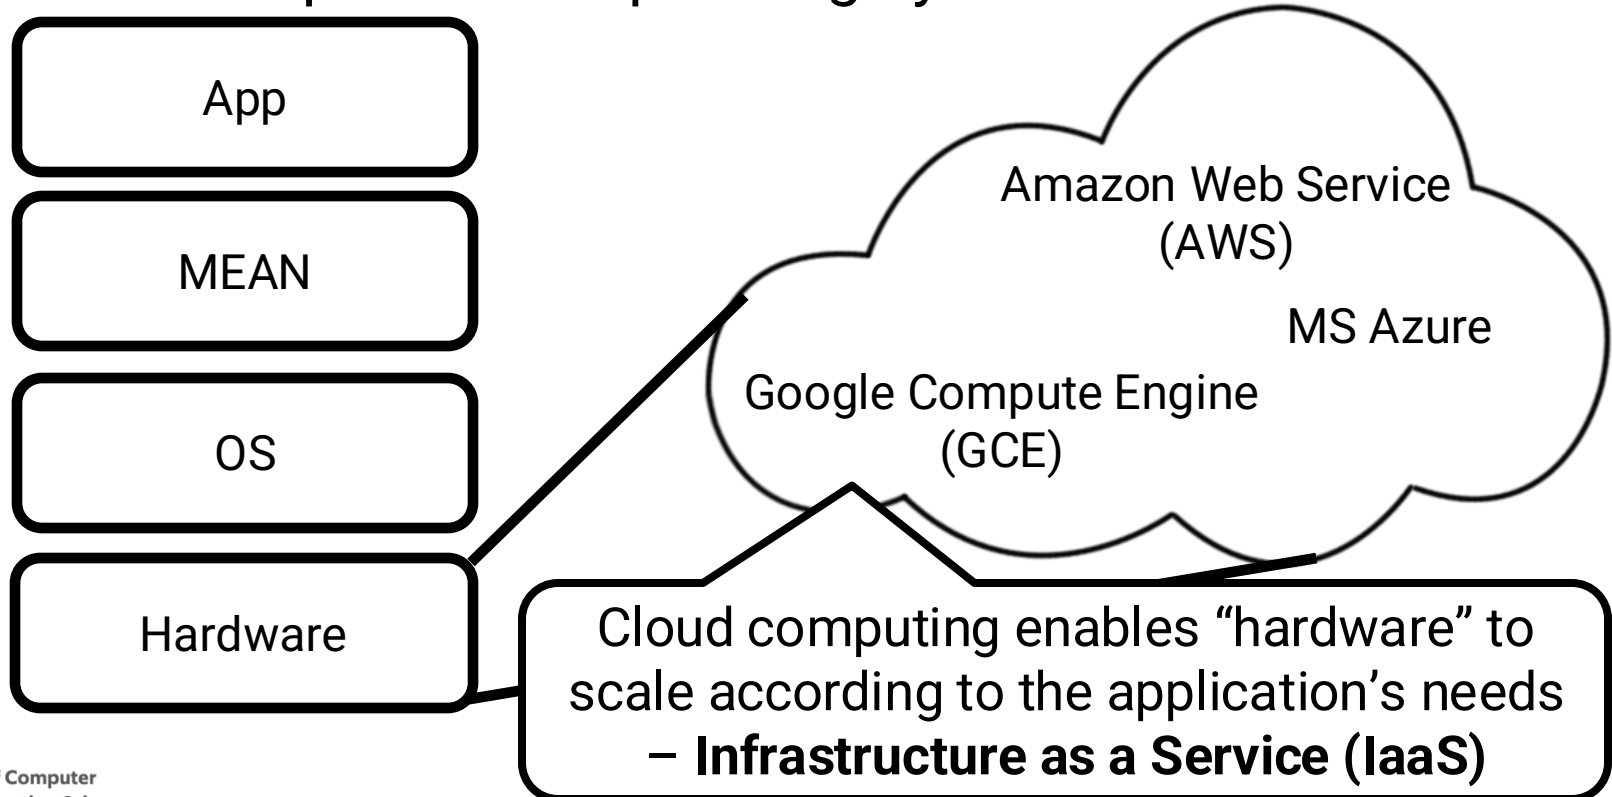 App
MEAN
OS
Hardware
Amazon Web Service
(AWS)
MS Azure
Google Compute Engine
(GCE)
Cloud computing enables “hardware” to
scale according to the application’s needs
– Infrastructure as a Service (IaaS)
Computer